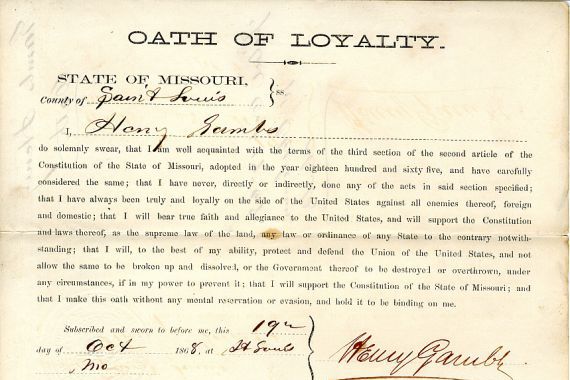 OATH OF LOYALTY.
STATE OF MISSOURI, } ss.
County of Saint Louis
I, Henry Gambs
do solemnly swear, that I am well acquainted with the terms of the third section of the second article of the
Constitution of the State of Missouri, adopted in the year eighteen hundred and sixty five, and have carefully
considered the same; that I have never, directly or indirectly, done any of the acts in said section specified;
that I have always been truly and loyally on the side of the United States against all enemies thereof, foreign
and domestic; that I will bear true faith and allegiance to the United States, and will support the Constitution
and laws thereof, as the supreme law of the land, any law or ordinance of any State to the contrary notwith-
standing; that I will, to the best of my ability, protect and defend the Union of the United States, and not
allow the same to be broken up and dissolved, or the Government thereof to be destroyed or overthrown, under
any circumstances, if in my power to prevent it; that I will support the Constitution of the State of Missouri; and
that I make this oath without any mental reservation or evasion, and hold it to be binding on me.
Subscribed and sworn to before me, this 19th
day of Oct 1868, at St Louis
Mo
Henry Gambs